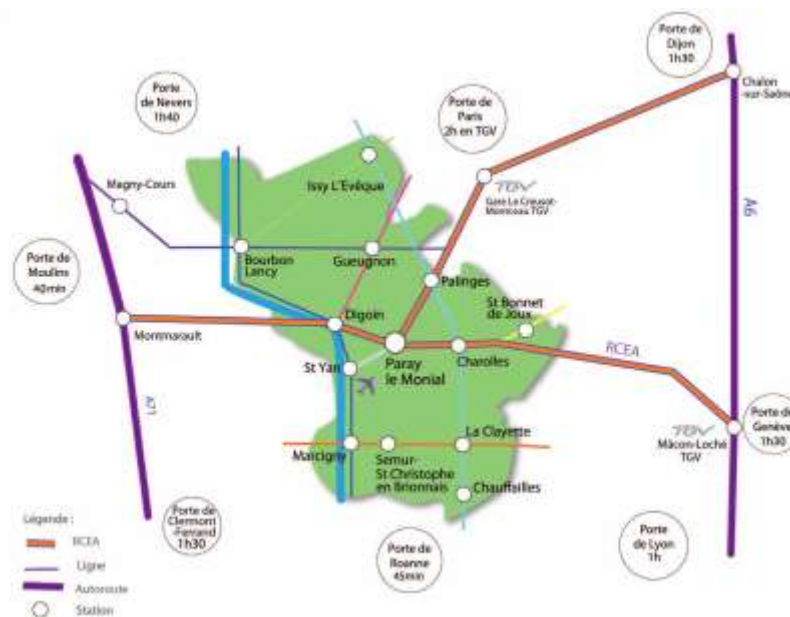 Porte de
Dijon
1h30
Chalon
-sur-Saône
Porte
de Nevers
1h40
Porte de
Paris
2h en TGV
Magny-Cours
Issy L'Evêque
TGV
Gare Le Creusot-
Montceau TGV
A6
Porte de
Moulins
40min
Bourbon
Lancy
Gueugnon
Palinges
St Bonnet
de Joux
Digoin
Montmarault
RCEA
St Yan
Paray
le Monial
Charolles
A71
Porte de
Genève
1h30
TGV
Mâcon-Loché
TGV
La Clayette
Marcigny
Semur-
St Christophe
en Brionnais
Chauffailles
Porte de
Clermont
-Ferrand
1h30
Porte de
Roanne
45min
Porte
de Lyon
1h
Légende :
RCEA
Ligne
Autoroute
Station